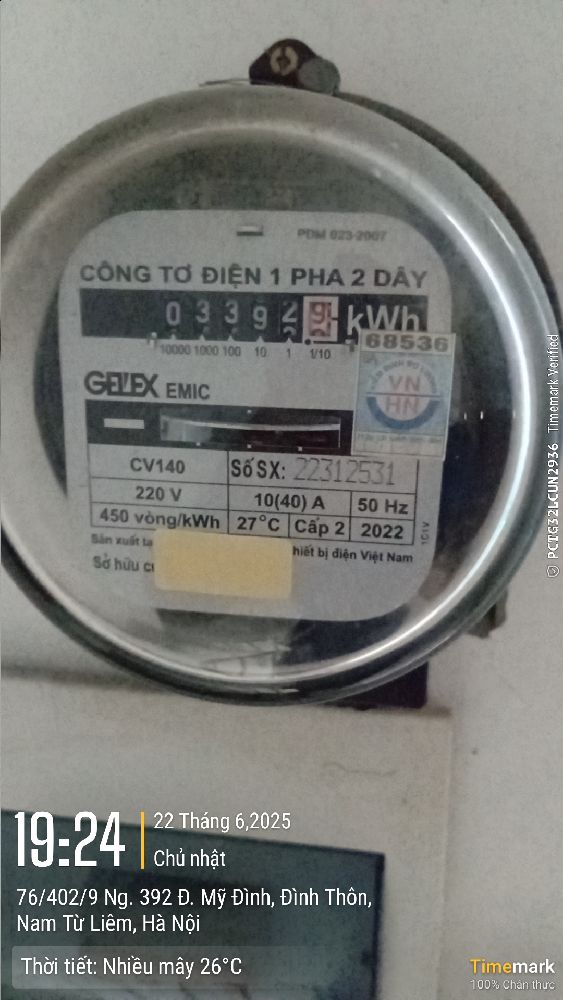 PDM 023-2007
CÔNG TƠ ĐIỆN 1 PHA 2 DÂY
0 3 3 9 2 9 kWh
10000 1000 100 10 1 1/10
68536
VN
HN
GELEX EMIC
CV140 Số SX: 22312531
220 V 10(40) A 50 Hz
450 vòng/kWh 27°C Cấp 2 2022
Sản xuất tạ hiết bị điện Việt Nam
Sở hữu c
PCTG32LCUN2936 Timemark Verified
19:24
22 Tháng 6,2025
Chủ nhật
76/402/9 Ng. 392 Đ. Mỹ Đình, Đình Thôn,
Nam Từ Liêm, Hà Nội
Thời tiết: Nhiều mây 26°C
Timemark
100% Chân thực